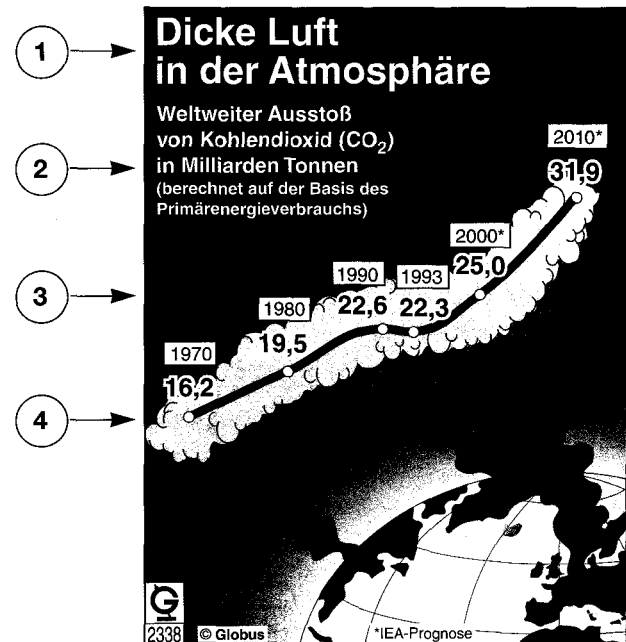 1
Dicke Luft
in der Atmosphäre
Weltweiter Ausstoß
von Kohlendioxid (CO₂)
2
in Milliarden Tonnen
(berechnet auf der Basis des
Primärenergieverbrauchs)
2010*
31,9
2000*
25,0
3
1990
22,6
1993
22,3
1980
19,5
1970
16,2
4
G
2338
© Globus
*IEA-Prognose